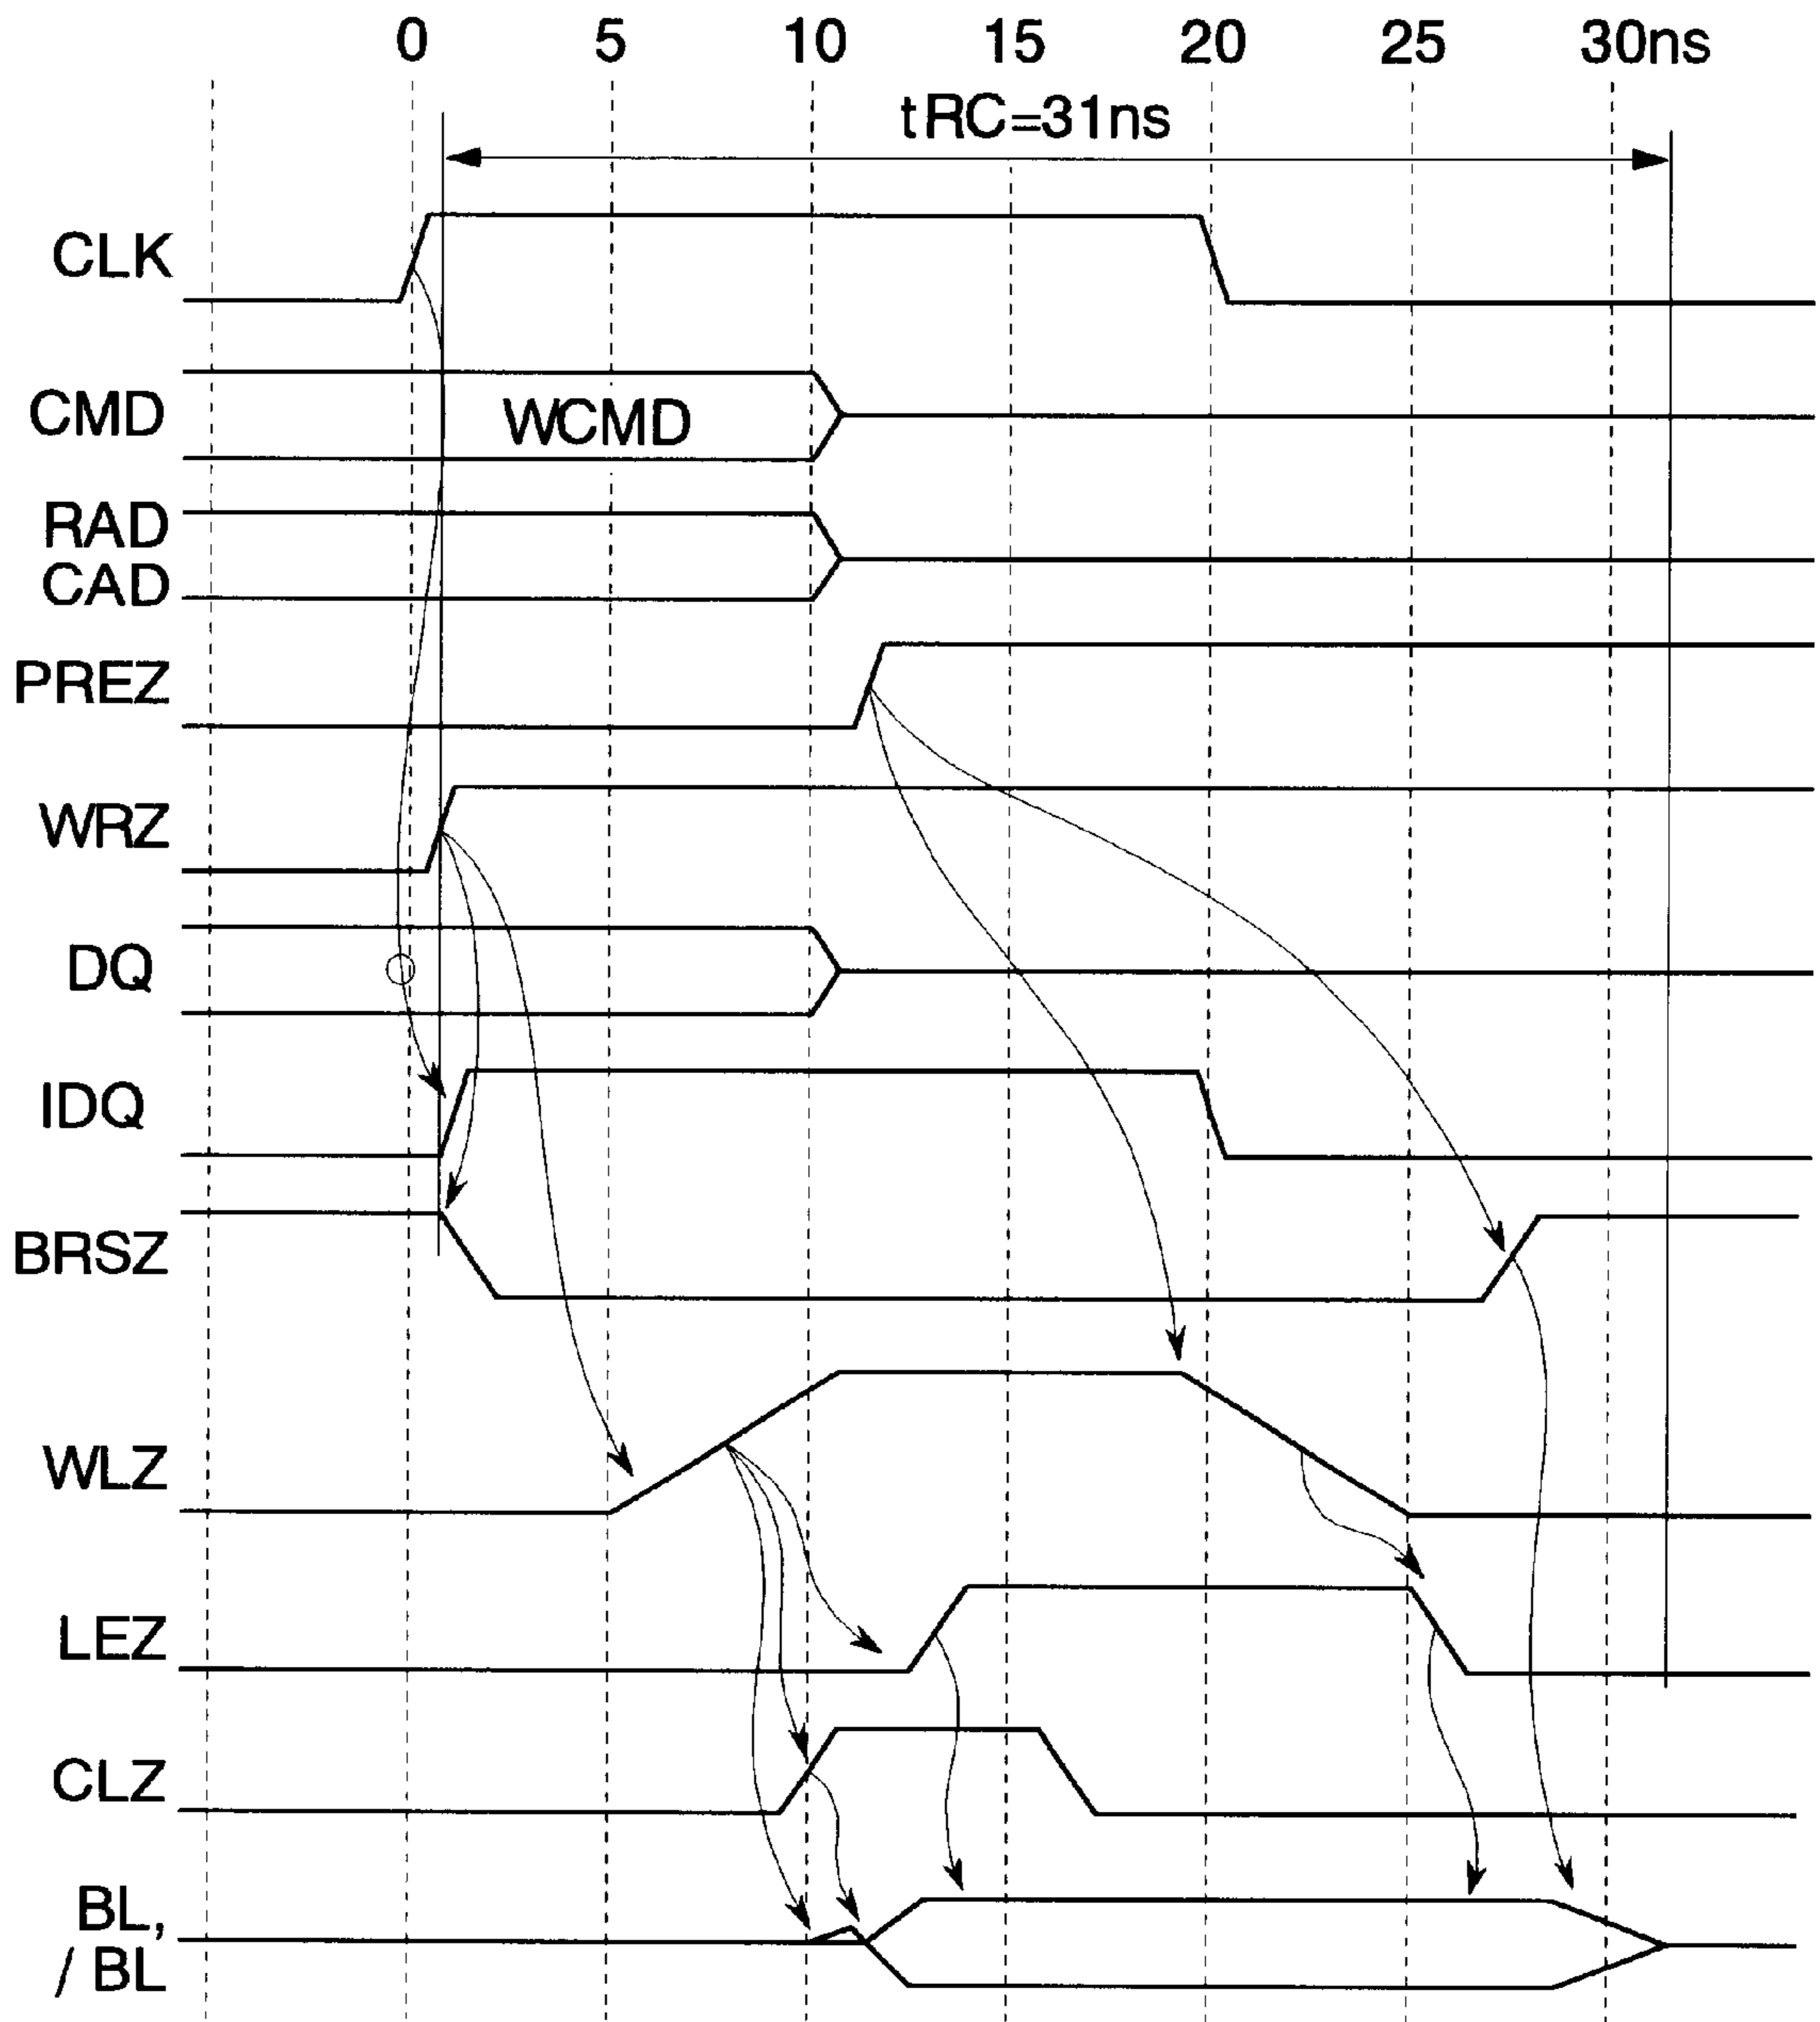 0 5 10 15 20 25 30ns
tRC=31ns
CLK
CMD WCMD
RAD
CAD
PREZ
WRZ
DQ
IDQ
BRSZ
WLZ
LEZ
CLZ
BL,
/ BL